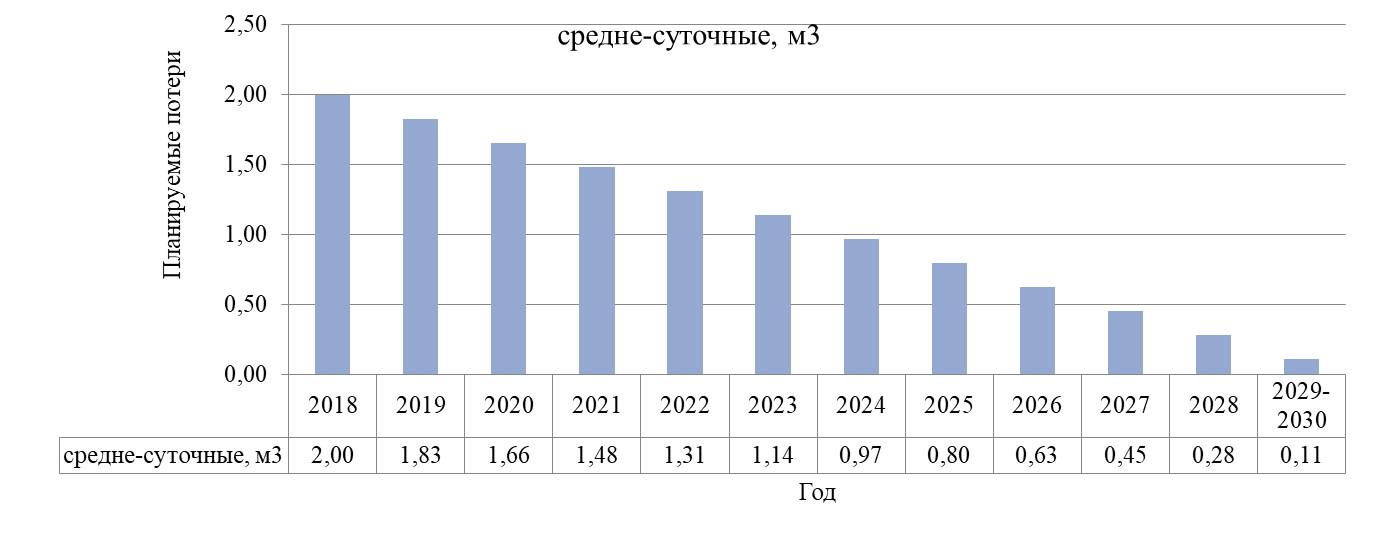 средне-суточные, м3
Планируемые потери
2,50
2,00
1,50
1,00
0,50
0,00
2018 2019 2020 2021 2022 2023 2024 2025 2026 2027 2028 2029-
2030
средне-суточные, м3 2,00 1,83 1,66 1,48 1,31 1,14 0,97 0,80 0,63 0,45 0,28 0,11
Год